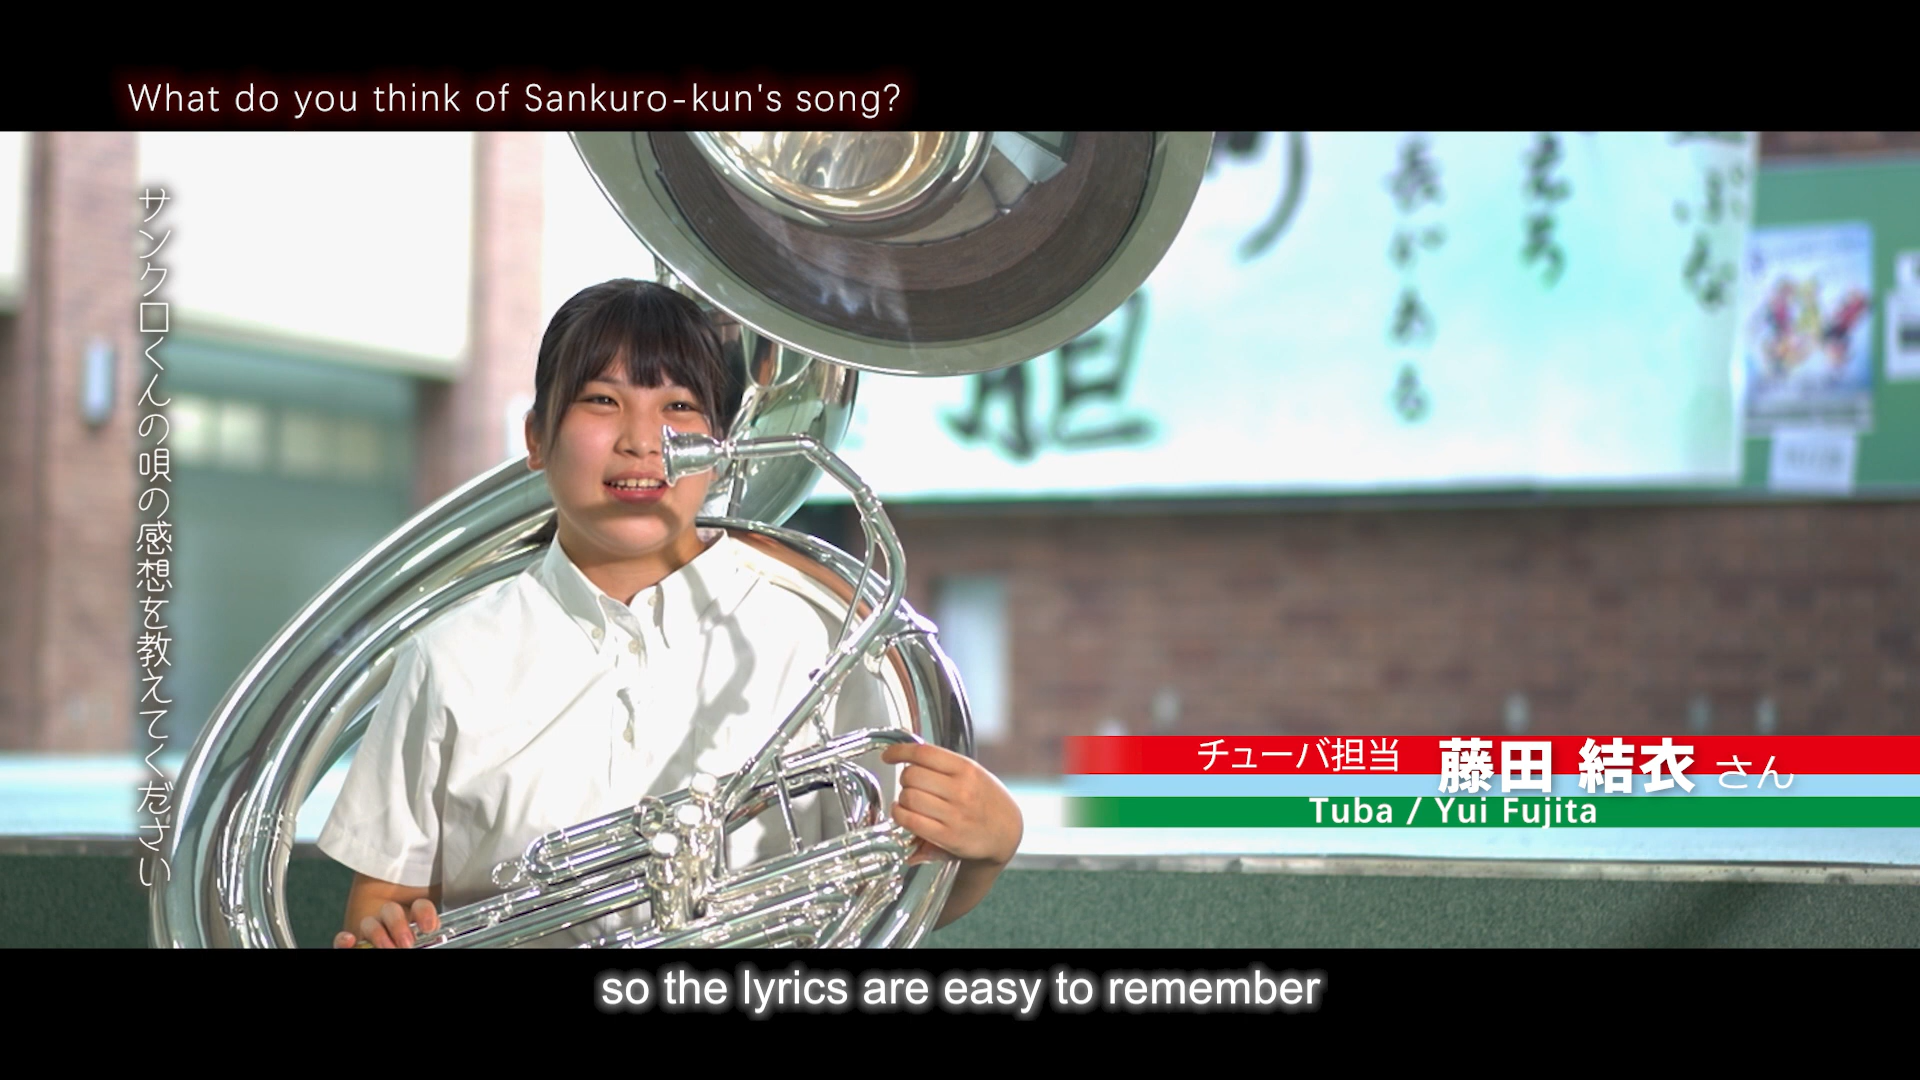 What do you think of Sankuro-kun's song?
サンクロくんの唄の感想を教えてください
チューバ担当 藤田 結衣 さん
Tuba / Yui Fujita
so the lyrics are easy to remember